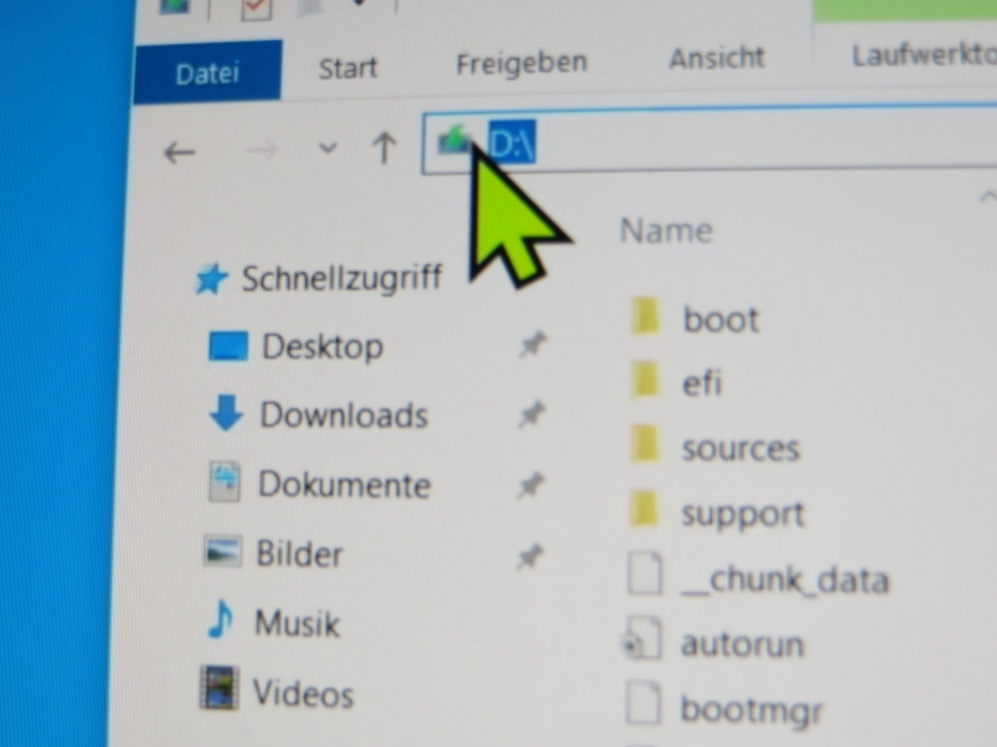 Datei Start Freigeben Ansicht Laufwerkto
D:\
Name
Schnellzugriff
Desktop
Downloads
Dokumente
Bilder
Musik
Videos
boot
efi
sources
support
__chunk_data
autorun
bootmgr